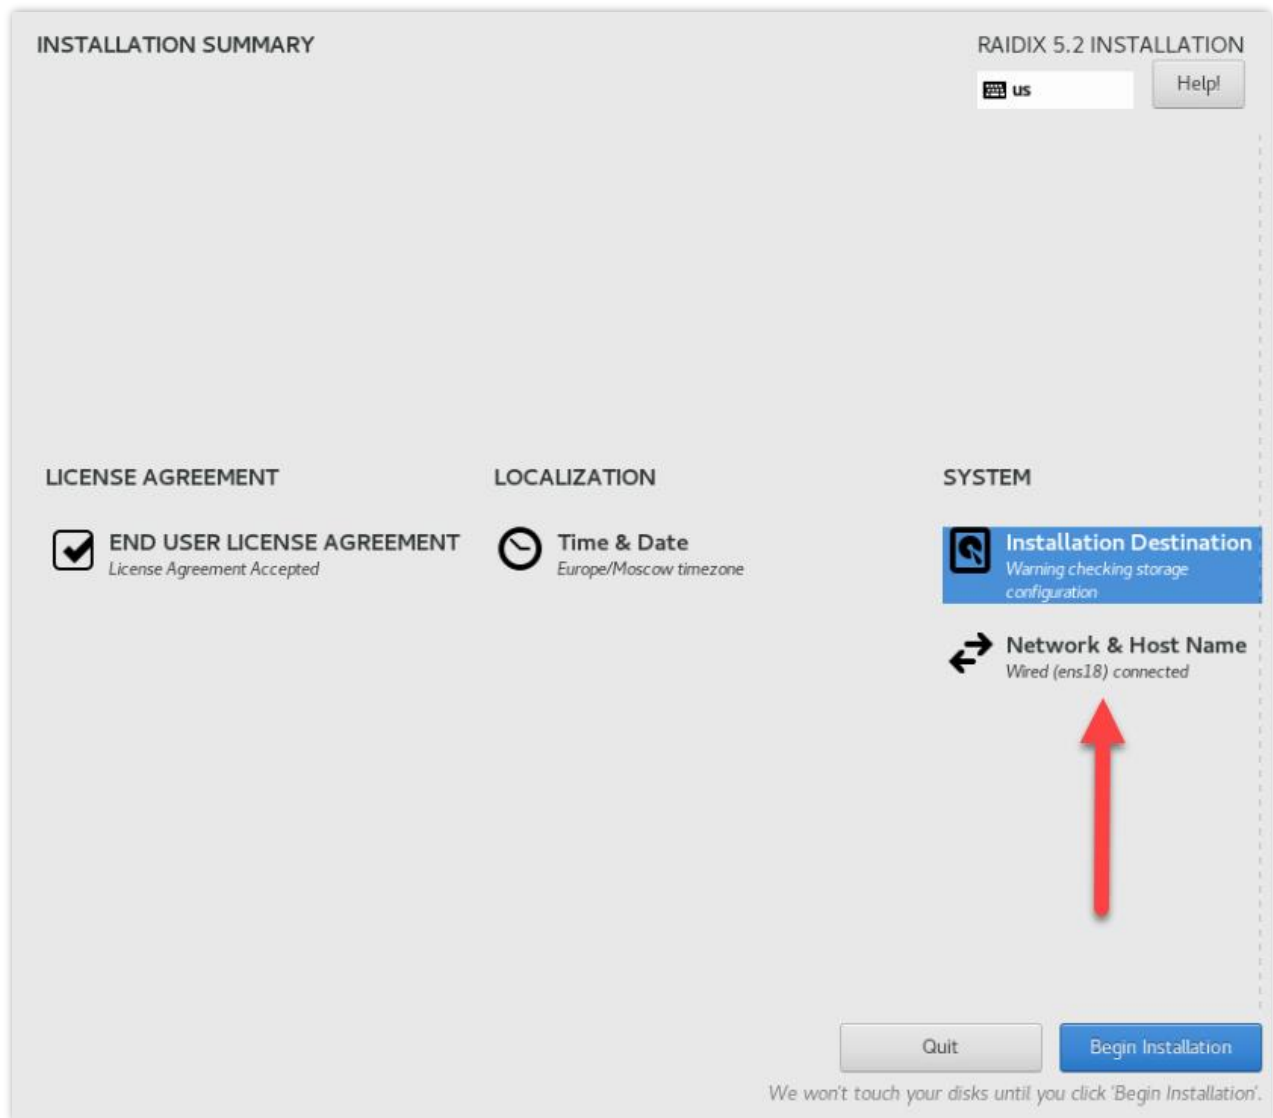 INSTALLATION SUMMARY
RAIDIX 5.2 INSTALLATION
us
Help!
LICENSE AGREEMENT
END USER LICENSE AGREEMENT
License Agreement Accepted
LOCALIZATION
Time & Date
Europe/Moscow timezone
SYSTEM
Installation Destination
Warning checking storage
configuration
Network & Host Name
Wired (ens18) connected
Quit
Begin Installation
We won't touch your disks until you click 'Begin Installation'.